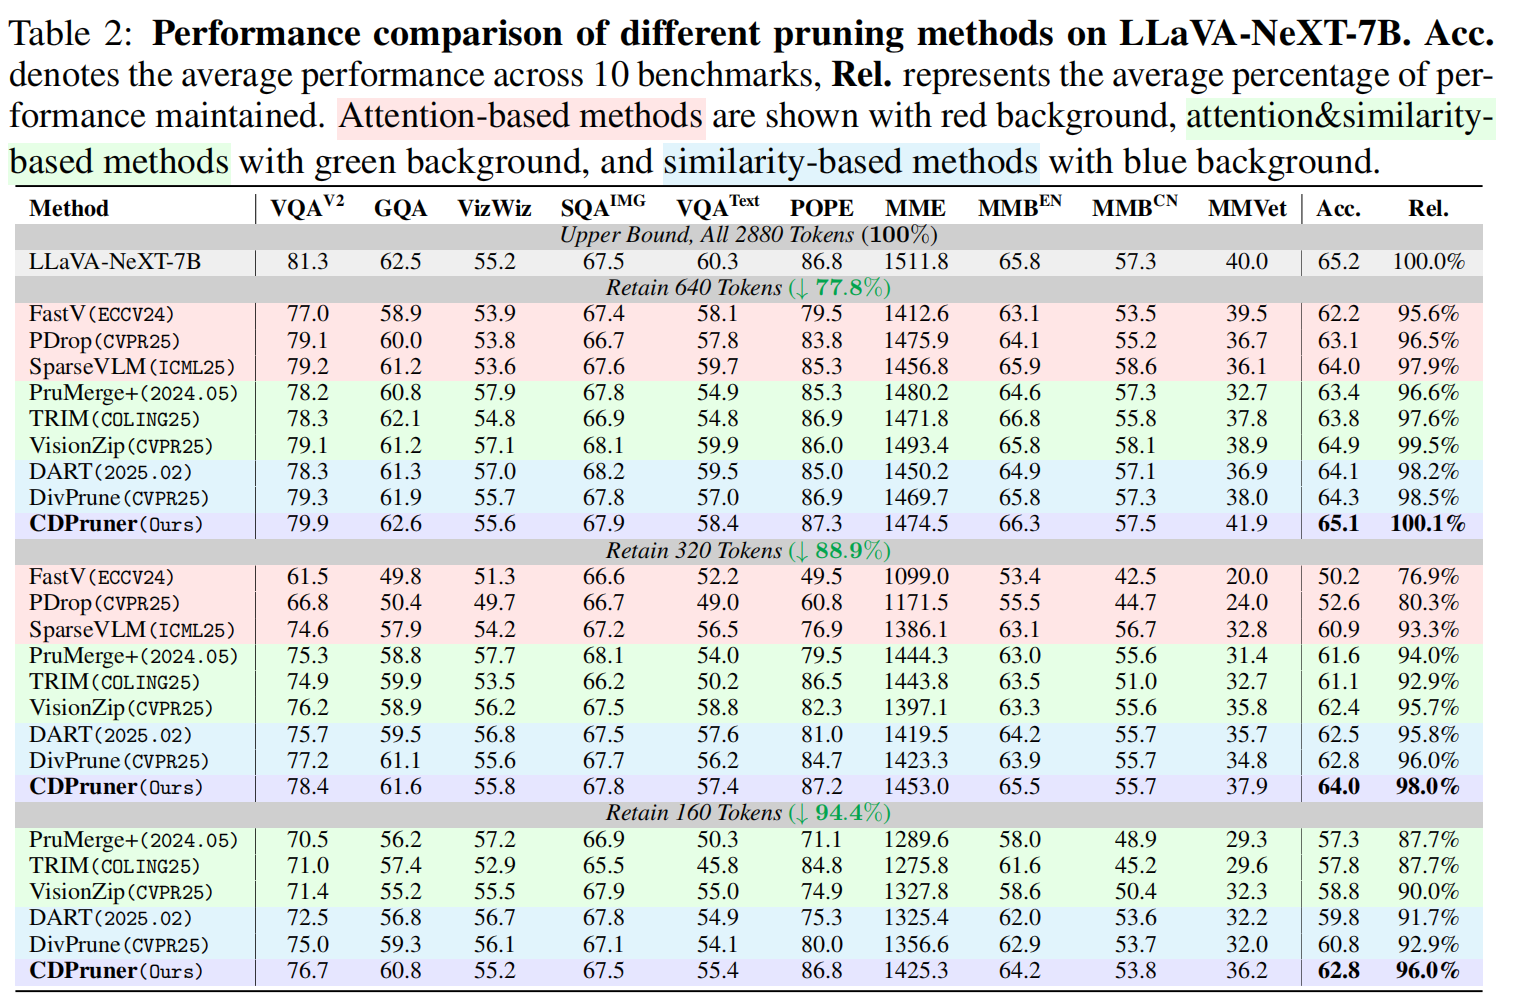 Table 2: Performance comparison of different pruning methods on LLaVA-NeXT-7B. Acc.
denotes the average performance across 10 benchmarks, Rel. represents the average percentage of per-
formance maintained. Attention-based methods are shown with red background, attention&similarity-
based methods with green background, and similarity-based methods with blue background.
Method VQA^V2 GQA VizWiz SQA^IMG VQA^Text POPE MME MMB^EN MMB^CN MMVet Acc. Rel.
Upper Bound, All 2880 Tokens (100%)
LLaVA-NeXT-7B 81.3 62.5 55.2 67.5 60.3 86.8 1511.8 65.8 57.3 40.0 65.2 100.0%
Retain 640 Tokens (↓ 77.8%)
FastV(ECCV24) 77.0 58.9 53.9 67.4 58.1 79.5 1412.6 63.1 53.5 39.5 62.2 95.6%
PDrop(CVPR25) 79.1 60.0 53.8 66.7 57.8 83.8 1475.9 64.1 55.2 36.7 63.1 96.5%
SparseVLM(ICML25) 79.2 61.2 53.6 67.6 59.7 85.3 1456.8 65.9 58.6 36.1 64.0 97.9%
PruMerge+(2024.05) 78.2 60.8 57.9 67.8 54.9 85.3 1480.2 64.6 57.3 32.7 63.4 96.6%
TRIM(COLING25) 78.3 62.1 54.8 66.9 54.8 86.9 1471.8 66.8 55.8 37.8 63.8 97.6%
VisionZip(CVPR25) 79.1 61.2 57.1 68.1 59.9 86.0 1493.4 65.8 58.1 38.9 64.9 99.5%
DART(2025.02) 78.3 61.3 57.0 68.2 59.5 85.0 1450.2 64.9 57.1 36.9 64.1 98.2%
DivPrune(CVPR25) 79.3 61.9 55.7 67.8 57.0 86.9 1469.7 65.8 57.3 38.0 64.3 98.5%
CDPruner(Ours) 79.9 62.6 55.6 67.9 58.4 87.3 1474.5 66.3 57.5 41.9 65.1 100.1%
Retain 320 Tokens (↓ 88.9%)
FastV(ECCV24) 61.5 49.8 51.3 66.6 52.2 49.5 1099.0 53.4 42.5 20.0 50.2 76.9%
PDrop(CVPR25) 66.8 50.4 49.7 66.7 49.0 60.8 1171.5 55.5 44.7 24.0 52.6 80.3%
SparseVLM(ICML25) 74.6 57.9 54.2 67.2 56.5 76.9 1386.1 63.1 56.7 32.8 60.9 93.3%
PruMerge+(2024.05) 75.3 58.8 57.7 68.1 54.0 79.5 1444.3 63.0 55.6 31.4 61.6 94.0%
TRIM(COLING25) 74.9 59.9 53.5 66.2 50.2 86.5 1443.8 63.5 51.0 32.7 61.1 92.9%
VisionZip(CVPR25) 76.2 58.9 56.2 67.5 58.8 82.3 1397.1 63.3 55.6 35.8 62.4 95.7%
DART(2025.02) 75.7 59.5 56.8 67.5 57.6 81.0 1419.5 64.2 55.7 35.7 62.5 95.8%
DivPrune(CVPR25) 77.2 61.1 55.6 67.7 56.2 84.7 1423.3 63.9 55.7 34.8 62.8 96.0%
CDPruner(Ours) 78.4 61.6 55.8 67.8 57.4 87.2 1453.0 65.5 55.7 37.9 64.0 98.0%
Retain 160 Tokens (↓ 94.4%)
PruMerge+(2024.05) 70.5 56.2 57.2 66.9 50.3 71.1 1289.6 58.0 48.9 29.3 57.3 87.7%
TRIM(COLING25) 71.0 57.4 52.9 65.5 45.8 84.8 1275.8 61.6 45.2 29.6 57.8 87.7%
VisionZip(CVPR25) 71.4 55.2 55.5 67.9 55.0 74.9 1327.8 58.6 50.4 32.3 58.8 90.0%
DART(2025.02) 72.5 56.8 56.7 67.8 54.9 75.3 1325.4 62.0 53.6 32.2 59.8 91.7%
DivPrune(CVPR25) 75.0 59.3 56.1 67.1 54.1 80.0 1356.6 62.9 53.7 32.0 60.8 92.9%
CDPruner(Ours) 76.7 60.8 55.2 67.5 55.4 86.8 1425.3 64.2 53.8 36.2 62.8 96.0%